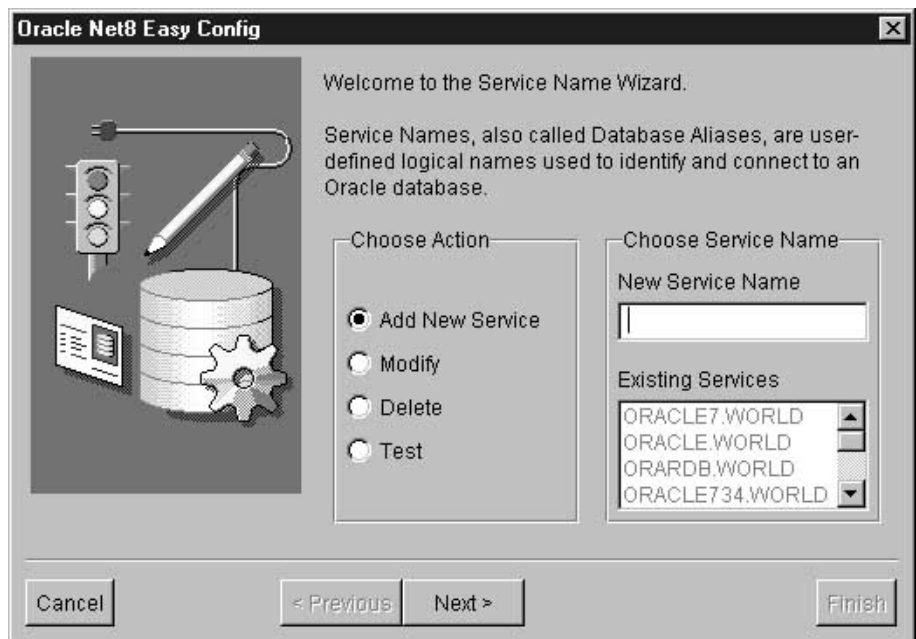 Oracle Net8 Easy Config
Welcome to the Service Name Wizard.
Service Names, also called Database Aliases, are user-
defined logical names used to identify and connect to an
Oracle database.
Choose Action
Add New Service
Modify
Delete
Test
Choose Service Name
New Service Name
Existing Services
ORACLE7.WORLD
ORACLE.WORLD
ORARDB.WORLD
ORACLE734.WORLD
Cancel
< Previous
Next >
Finish